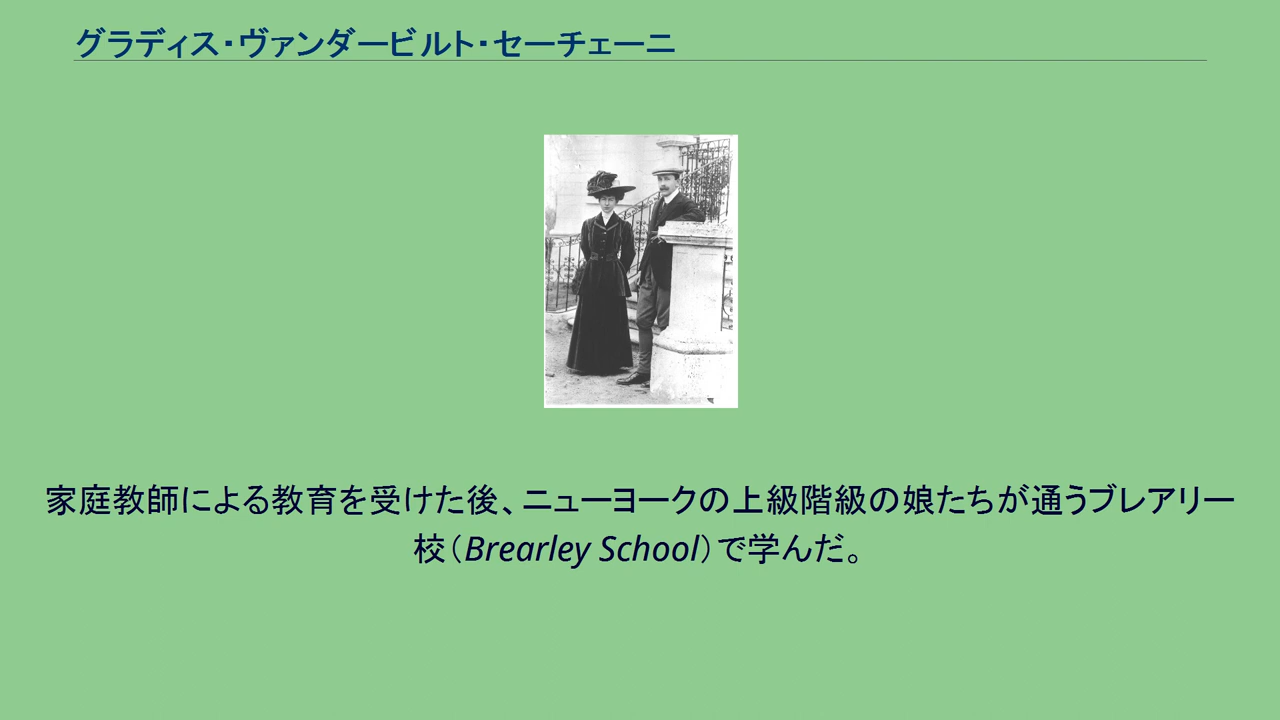 グラディス・ヴァンダービルト・セーチェーニ
家庭教師による教育を受けた後、ニューヨークの上級階級の娘たちが通うブレアリー
校（Brearley School）で学んだ。